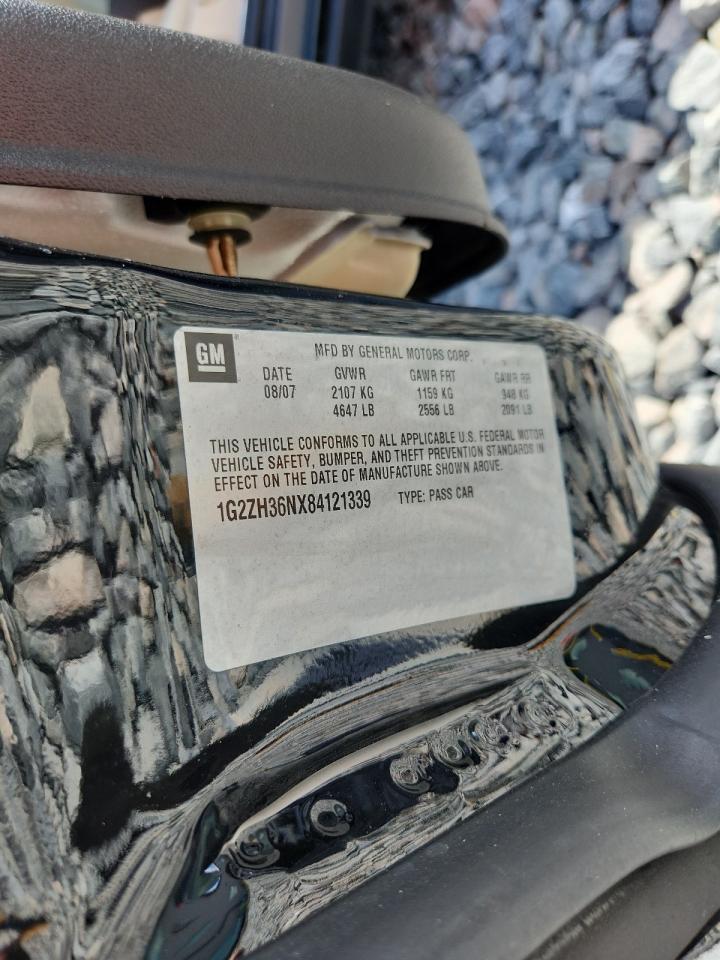 GM
MFD BY GENERAL MOTORS CORP.
DATE GVWR GAWR FRT GAWR RR
08/07 2107 KG 1159 KG 948 KG
4647 LB 2556 LB 2091 LB
THIS VEHICLE CONFORMS TO ALL APPLICABLE U.S. FEDERAL MOTOR
VEHICLE SAFETY, BUMPER, AND THEFT PREVENTION STANDARDS IN
EFFECT ON THE DATE OF MANUFACTURE SHOWN ABOVE.
1G2ZH36NX84121339 TYPE: PASS CAR